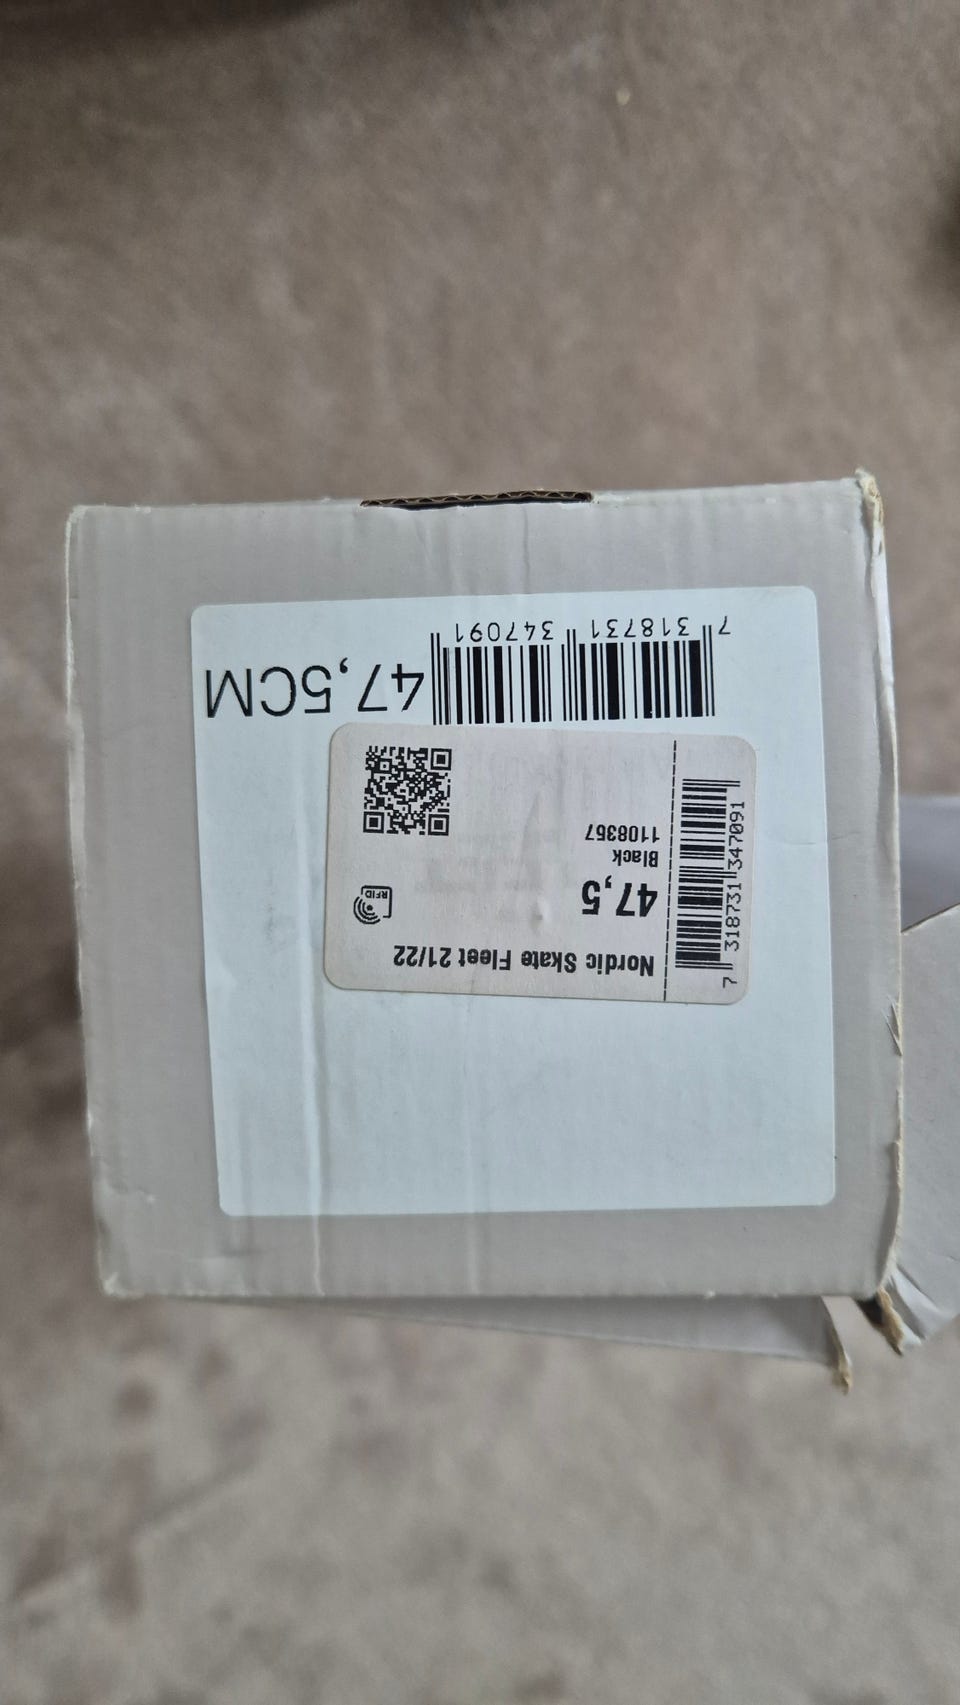 47,5CM
7 318731 347091
Nordic Skate Fleet 21/22
47,5
Black
1108357
RFID
7 318731 347091